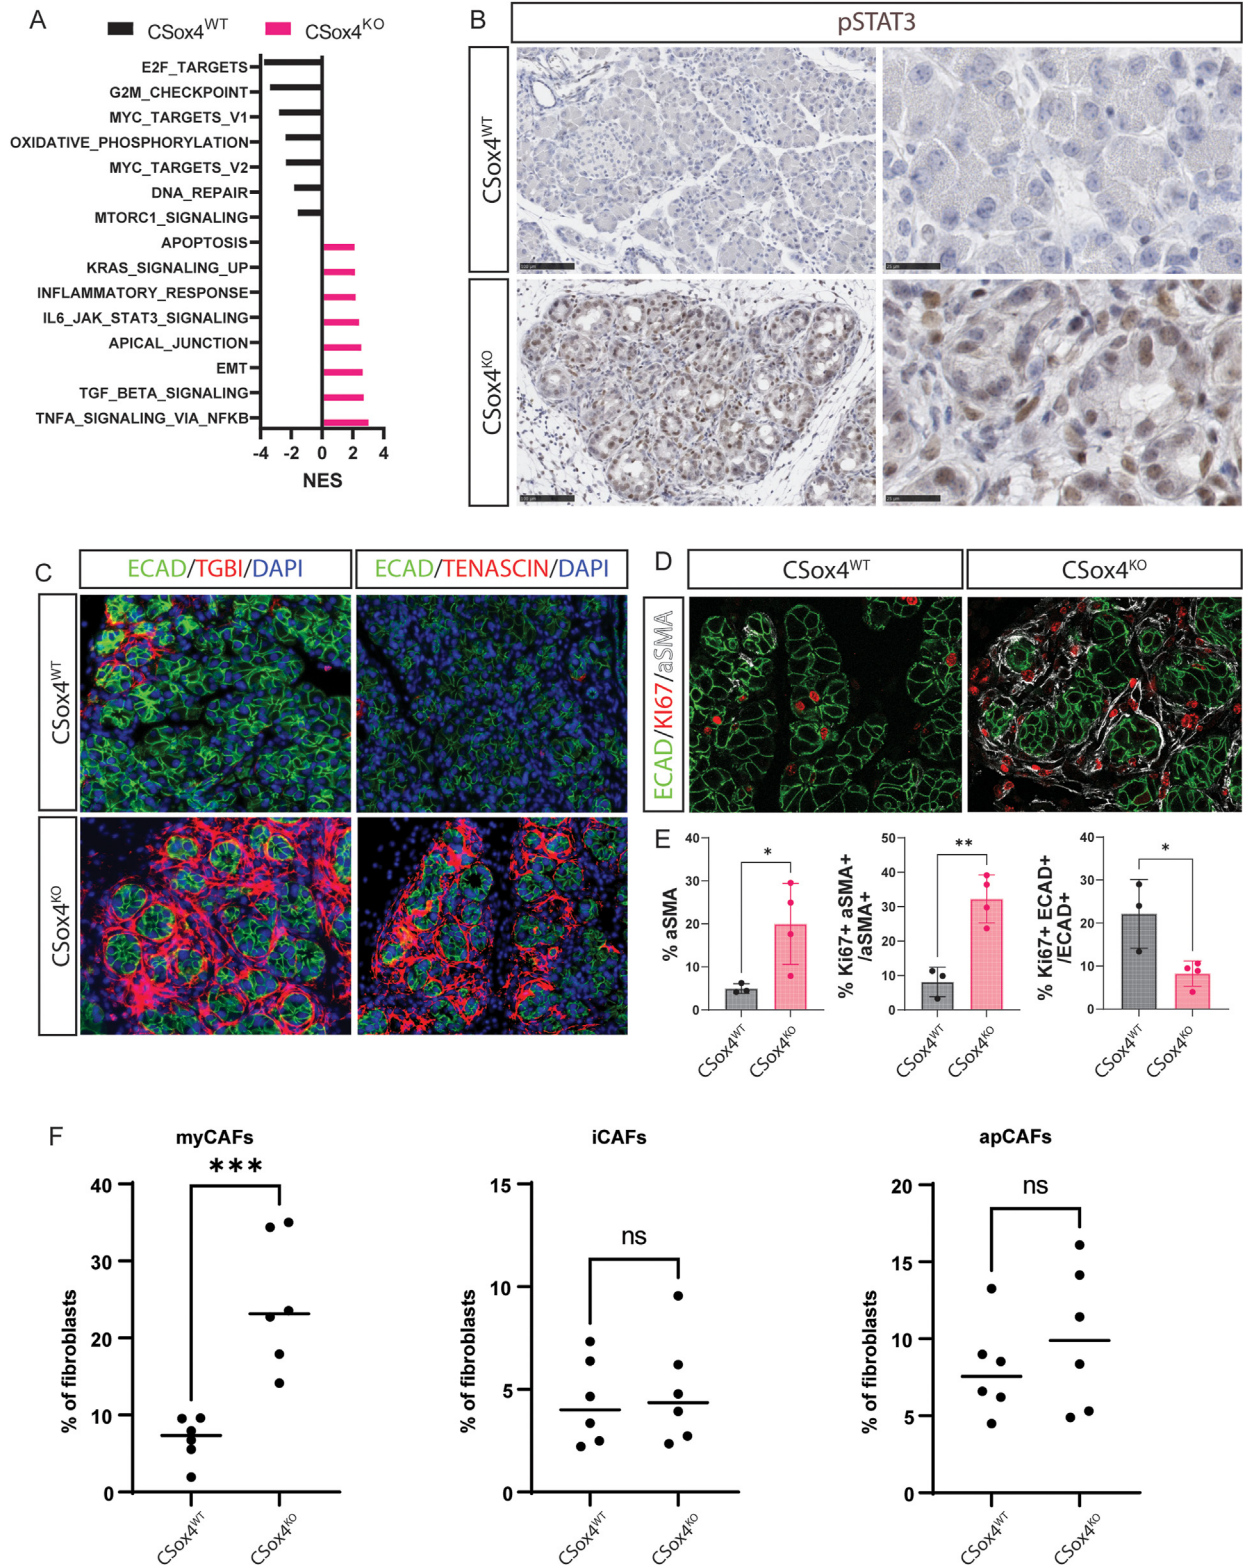 A
CSox4WT
CSox4KO
E2F_TARGETS
G2M_CHECKPOINT
MYC_TARGETS_V1
OXIDATIVE_PHOSPHORYLATION
MYC_TARGETS_V2
DNA_REPAIR
MTORC1_SIGNALING
APOPTOSIS
KRAS_SIGNALING_UP
INFLAMMATORY_RESPONSE
IL6_JAK_STAT3_SIGNALING
APICAL_JUNCTION
EMT
TGF_BETA_SIGNALING
TNFA_SIGNALING_VIA_NFKB
-4 -2 0 2 4
NES
B
pSTAT3
CSox4WT
CSox4KO
C
ECAD/TGBI/DAPI
ECAD/TENASCIN/DAPI
CSox4WT
CSox4KO
D
CSox4WT
CSox4KO
ECAD/KI67/aSMA
E
% aSMA
40
30
20
10
0
*
CSox4WT
CSox4KO
% Ki67+ aSMA+
/aSMA+
50
40
30
20
10
0
**
CSox4WT
CSox4KO
% Ki67+ ECAD+
/ECAD+
40
30
20
10
0
*
CSox4WT
CSox4KO
F
myCAFs
***
% of fibroblasts
40
30
20
10
0
CSox4WT
CSox4KO
iCAFs
ns
% of fibroblasts
15
10
5
0
CSox4WT
CSox4KO
apCAFs
ns
% of fibroblasts
20
15
10
5
0
CSox4WT
CSox4KO